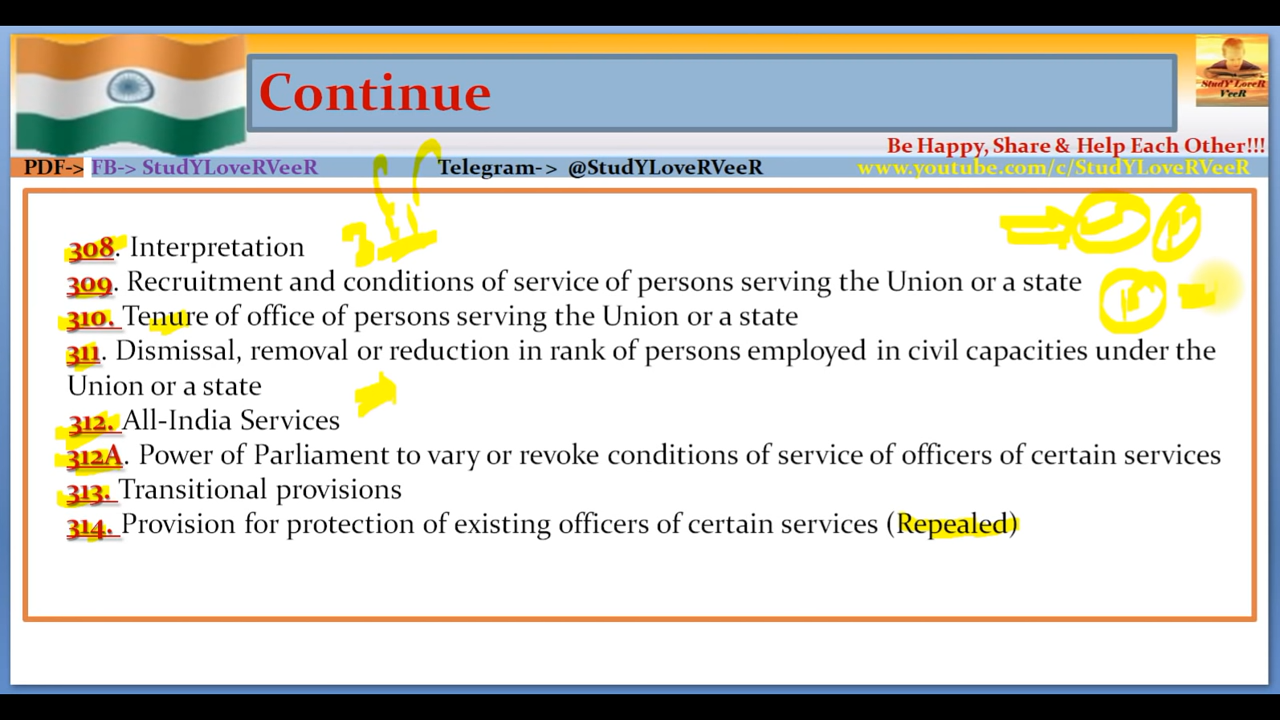 Continue
StudY LoveR
VeeR
Be Happy, Share & Help Each Other!!!
PDF-> FB-> StudYLoveRVeeR Telegram-> @StudYLoveRVeeR www.youtube.com/c/StudYLoveRVeeR
308. Interpretation
309. Recruitment and conditions of service of persons serving the Union or a state
310. Tenure of office of persons serving the Union or a state
311. Dismissal, removal or reduction in rank of persons employed in civil capacities under the
Union or a state
312. All-India Services
312A. Power of Parliament to vary or revoke conditions of service of officers of certain services
313. Transitional provisions
314. Provision for protection of existing officers of certain services (Repealed)